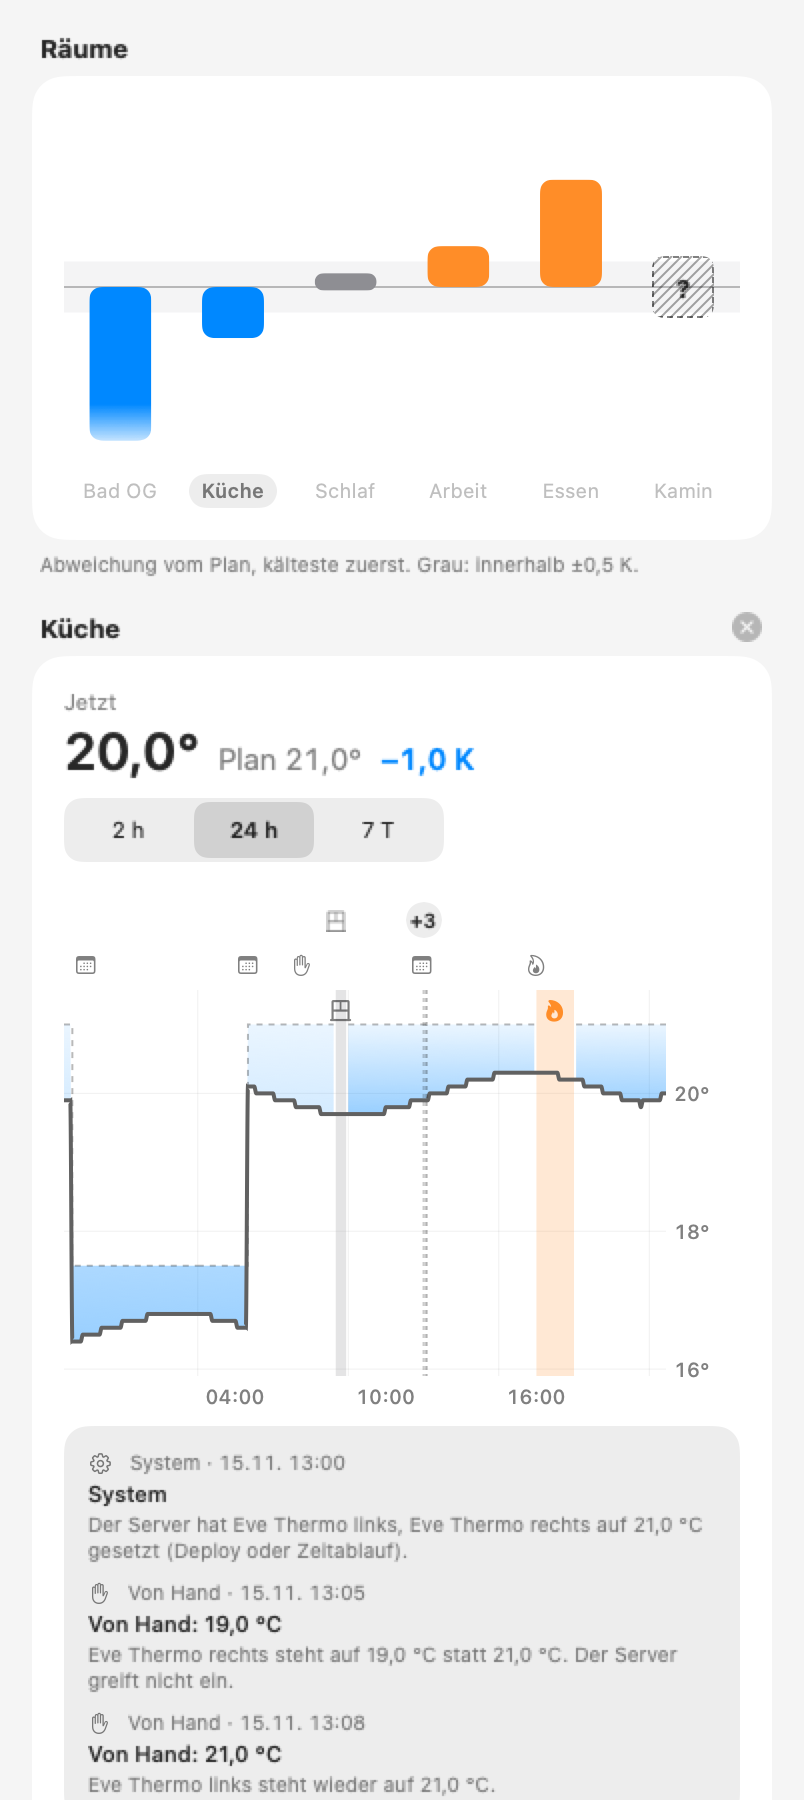 Räume
?
Bad OG Küche Schlaf Arbeit Essen Kamin
Abweichung vom Plan, kälteste zuerst. Grau: innerhalb ±0,5 K.
Küche
Jetzt
20,0° Plan 21,0° −1,0 K
2 h 24 h 7 T
+3
20°
18°
16°
04:00 10:00 16:00
System · 15.11. 13:00
System
Der Server hat Eve Thermo links, Eve Thermo rechts auf 21,0 °C
gesetzt (Deploy oder Zeitablauf).
Von Hand · 15.11. 13:05
Von Hand: 19,0 °C
Eve Thermo rechts steht auf 19,0 °C statt 21,0 °C. Der Server
greift nicht ein.
Von Hand · 15.11. 13:08
Von Hand: 21,0 °C
Eve Thermo links steht wieder auf 21,0 °C.